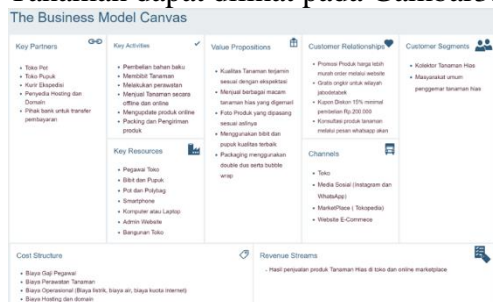 Tanaman dapat dilihat pada Gambar
The Business Model Canvas
Key Partners
• Toko Pot
• Toko Pupuk
• Kurir Ekspedisi
• Penyedia Hosting dan
Domain
• Pihak bank untuk transfer
pembayaran
Key Activities
• Pembelian bahan baku
• Membibit Tanaman
• Melakukan perawatan
• Menjual Tanaman secara
offline dan online
• Mengupdate produk online
• Packing dan Pengiriman
produk
Key Resources
• Pegawai Toko
• Bibit dan Pupuk
• Pot dan Polybag
• Smartphone
• Komputer atau Laptop
• Admin Website
• Bangunan Toko
Value Propositions
• Kualitas Tanaman terjamin
sesuai dengan ekspektasi
• Menjual berbagai macam
tanaman hias yang digemari
• Foto Produk yang dipasang
sesuai aslinya
• Menggunakan bibit dan
pupuk kualitas terbaik
• Packaging menggunakan
double dus serta bubble
wrap
Customer Relationships
• Promosi Produk harga lebih
murah order melalui website
• Gratis ongkir untuk wilayah
jabodetabek
• Kupon Diskon 15% minimal
pembelian Rp 200.000
• Konsultasi produk tanaman
melalui pesan whatsapp akan
Channels
• Toko
• Media Sosial (Instagram dan
WhatsApp)
• MarketPlace ( Tokopedia)
• Website E-Commece
Customer Segments
• Kolektor Tanaman Hias
• Masyarakat umum
penggemar tanaman hias
Cost Structure
• Biaya Gaji Pegawai
• Biaya Perawatan Tanaman
• Biaya Operasional (Biaya listrik, biaya air, biaya kuota internet)
• Biaya Hosting dan domain
Revenue Streams
- Hasil penjualan produk Tanaman Hias di toko dan online marketplace